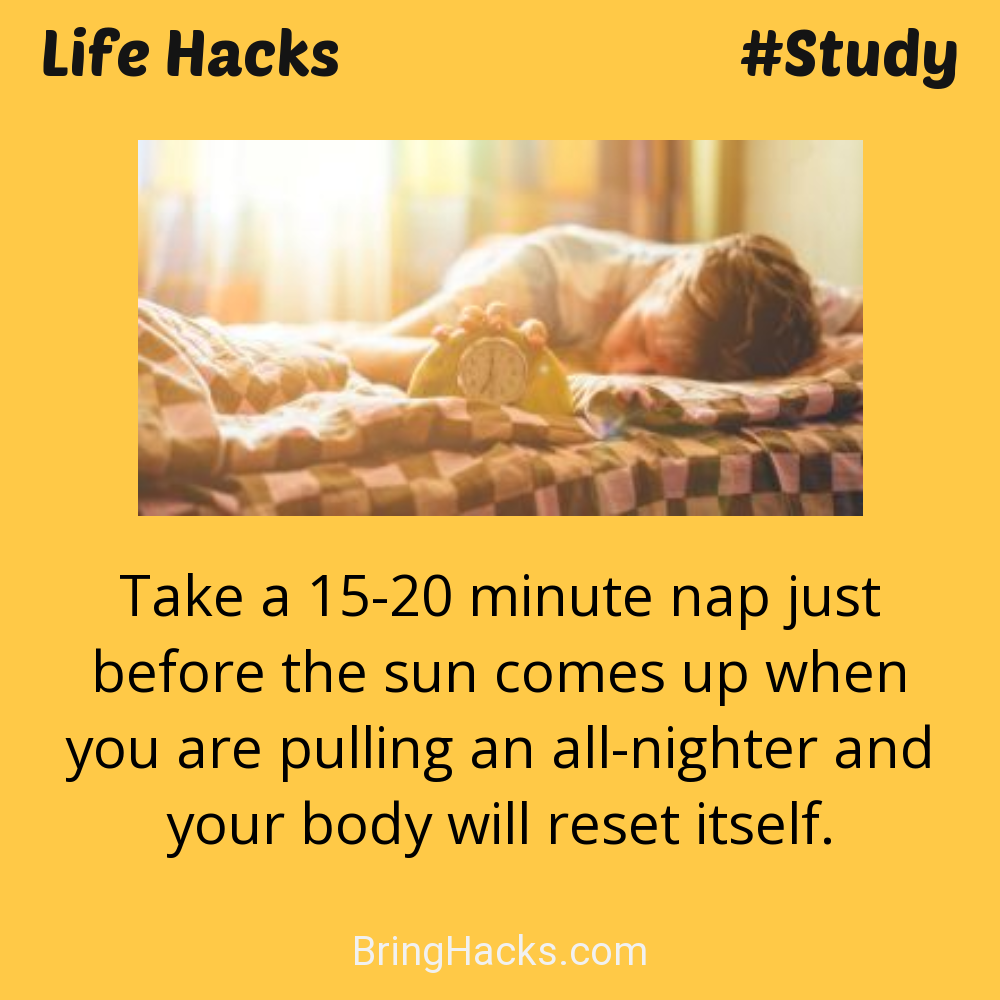 Life Hacks
#Study
Take a 15-20 minute nap just
before the sun comes up when
you are pulling an all-nighter and
your body will reset itself.
BringHacks.com